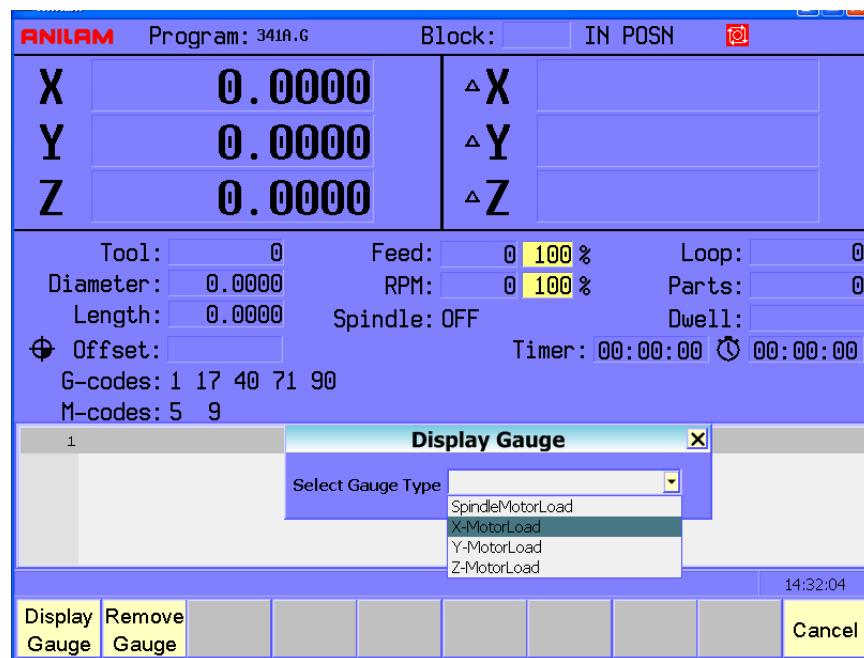 ANILAM Program: 341A.G Block: IN POSN
X 0.0000 △X
Y 0.0000 △Y
Z 0.0000 △Z
Tool: 0 Feed: 0 100 % Loop: 0
Diameter: 0.0000 RPM: 0 100 % Parts: 0
Length: 0.0000 Spindle: OFF Dwell:
Offset: Timer: 00:00:00 00:00:00
G-codes: 1 17 40 71 90
M-codes: 5 9
1
Display Gauge
Select Gauge Type
SpindleMotorLoad
X-MotorLoad
Y-MotorLoad
Z-MotorLoad
14:32:04
Display Gauge
Remove Gauge
Cancel